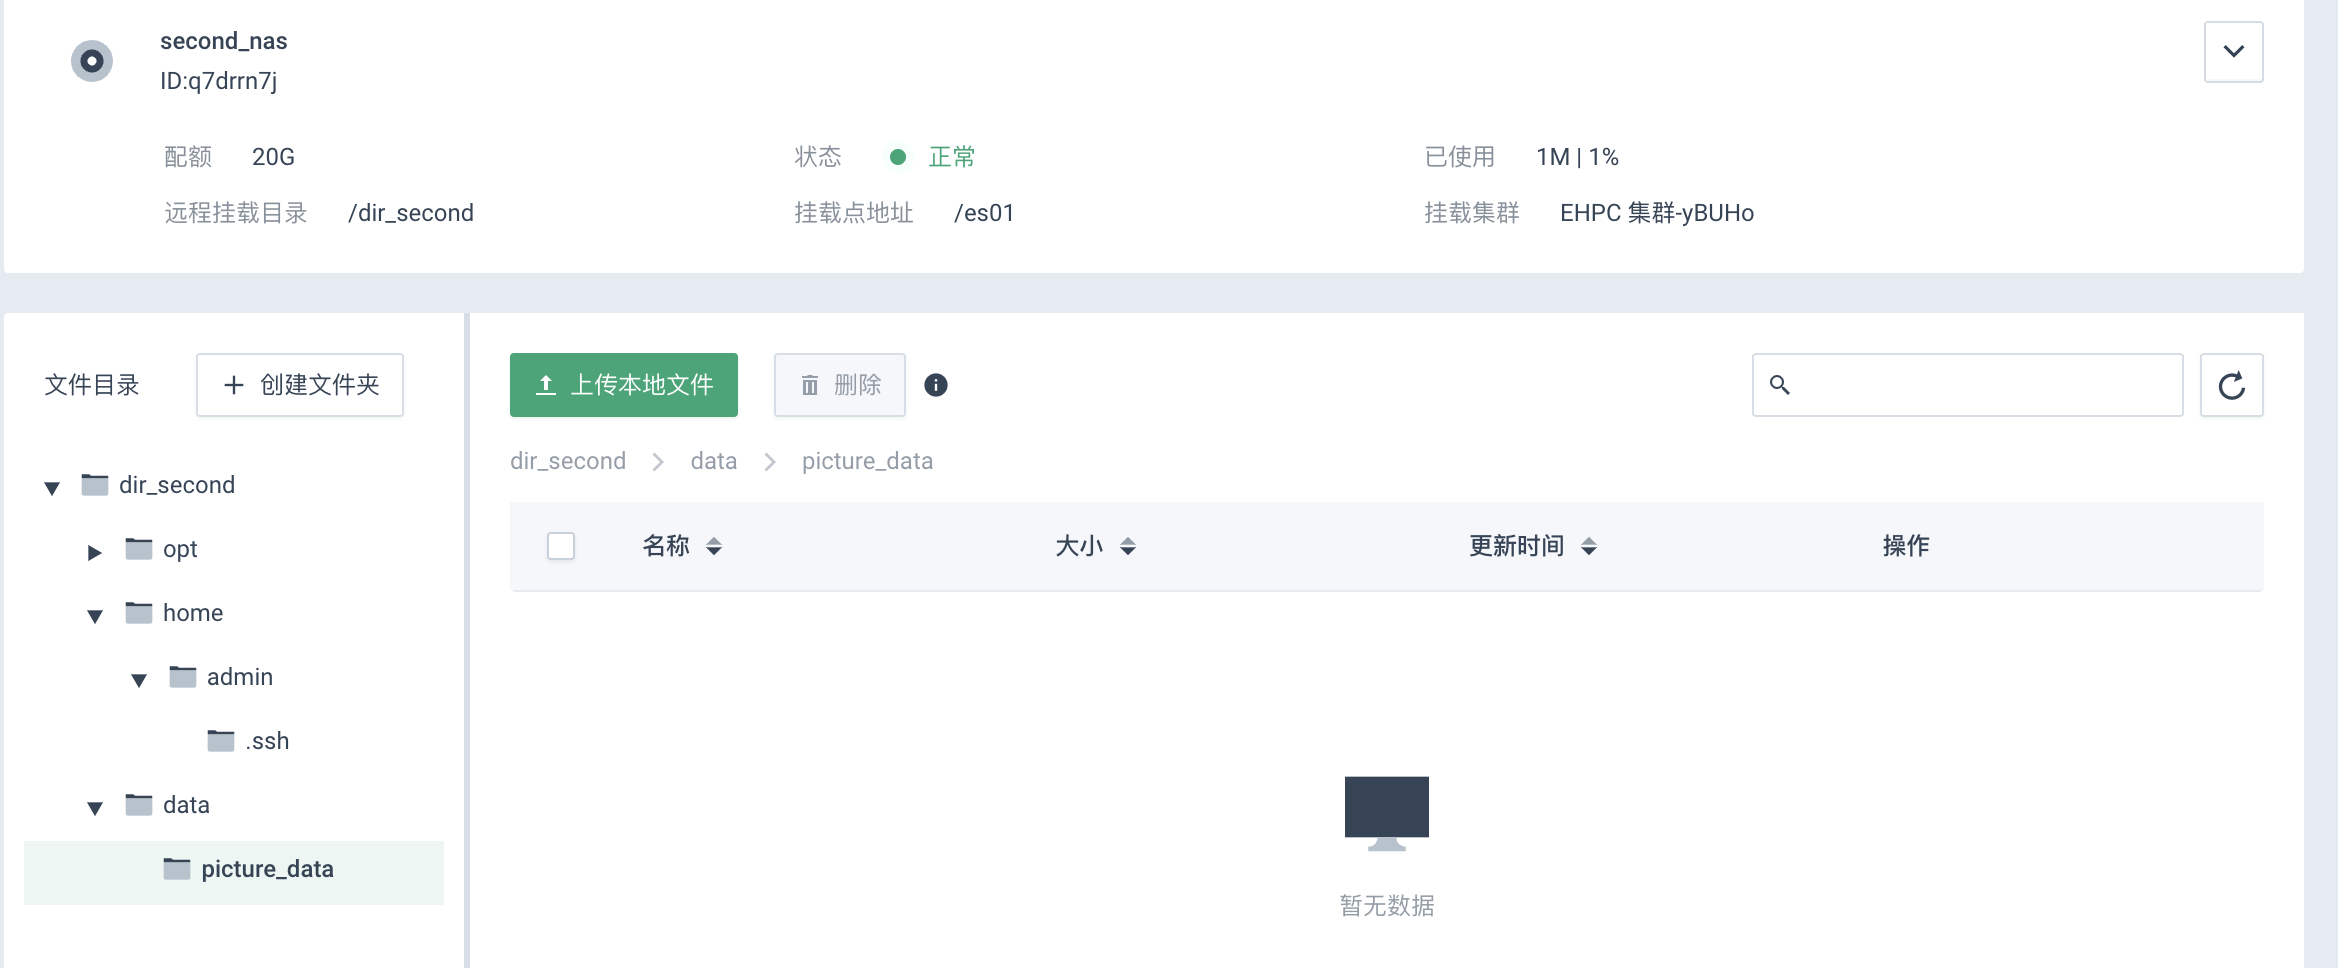 second_nas
ID:q7drrn7j
配额 20G 状态 正常 已使用 1M | 1%
远程挂载目录 /dir_second 挂载点地址 /es01 挂载集群 EHPC 集群-yBUHo
文件目录 创建文件夹 上传本地文件 删除
dir_second data picture_data
dir_second
opt
home
admin
.ssh
data
picture_data
名称 大小 更新时间 操作
暂无数据